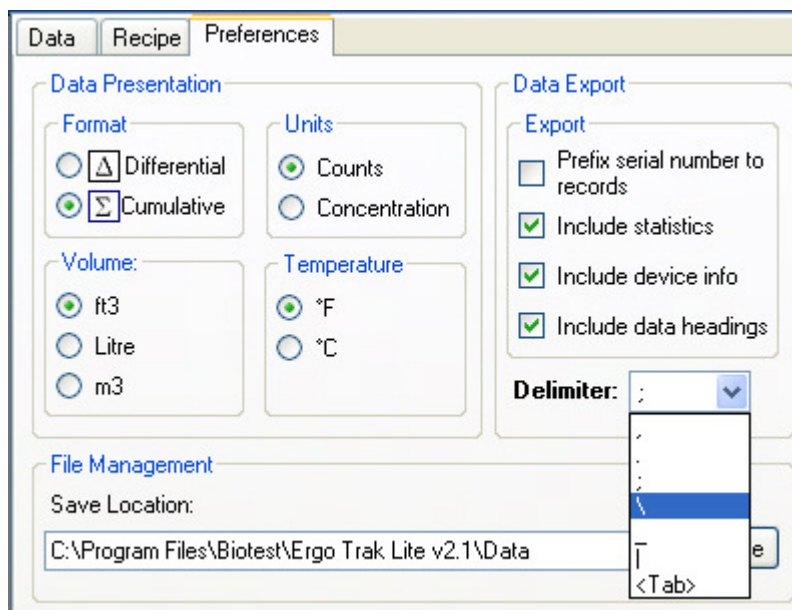 Data Recipe Preferences
Data Presentation
Format
Δ Differential
Σ Cumulative
Units
Counts
Concentration
Volume:
ft3
Litre
m3
Temperature
°F
°C
Data Export
Export
Prefix serial number to
records
Include statistics
Include device info
Include data headings
Delimiter: ;
,
.
;
\
_
|
<Tab>
File Management
Save Location:
C:\Program Files\Biotest\Ergo Trak Lite v2.1\Data